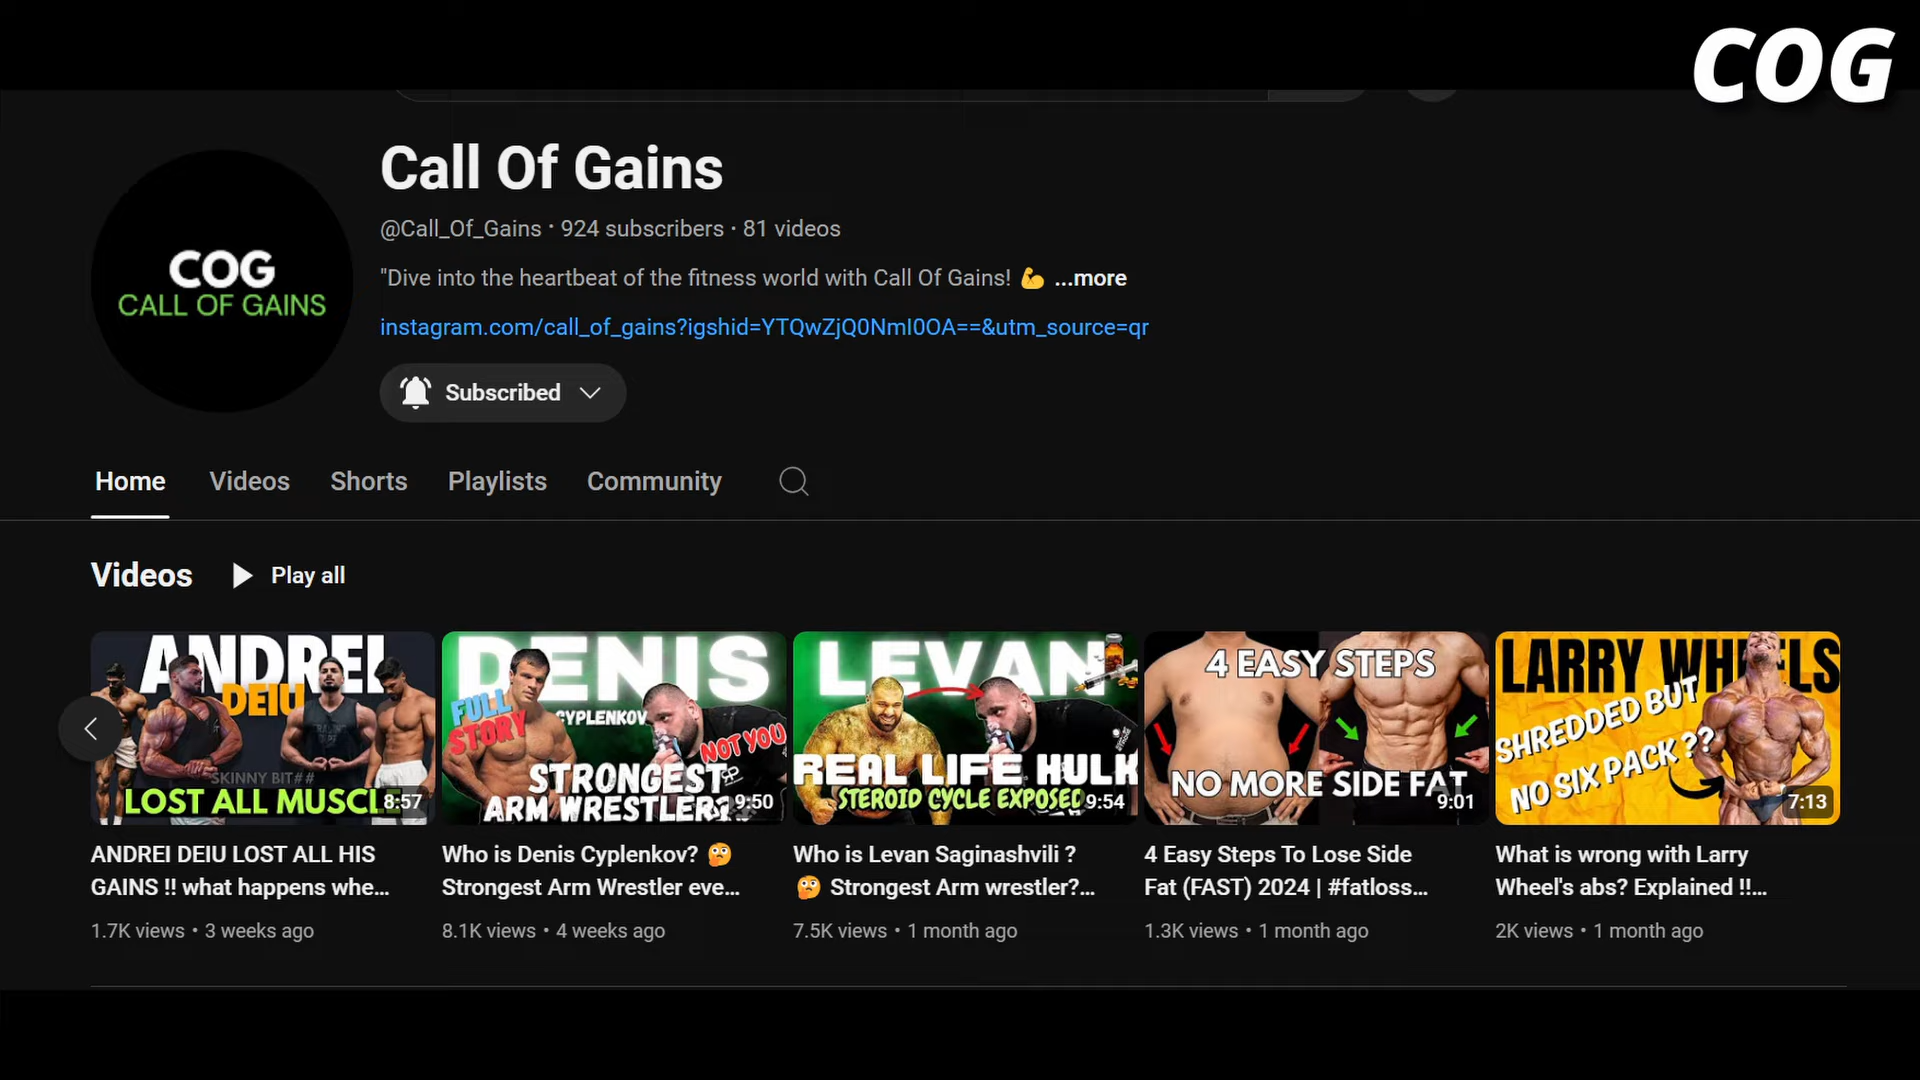 COG
Call Of Gains
@Call_Of_Gains · 924 subscribers · 81 videos
"Dive into the heartbeat of the fitness world with Call Of Gains! 💪 ...more
COG
CALL OF GAINS
instagram.com/call_of_gains?igshid=YTQwZjQ0NmI0OA==&utm_source=qr
Subscribed
Home Videos Shorts Playlists Community
Videos Play all
ANDREI
DEIU
SKINNY BIT##
LOST ALL MUSCLE
8:57
DENIS
CYPLENKOV
FULL
STORY
NOT YOU
STRONGEST
ARM WRESTLER?
9:50
LEVAN
REAL LIFE HULK
STEROID CYCLE EXPOSED
9:54
4 EASY STEPS
NO MORE SIDE FAT
9:01
LARRY WHEELS
SHREDDED BUT
NO SIX PACK ??
7:13
ANDREI DEIU LOST ALL HIS
GAINS !! what happens whe...
1.7K views · 3 weeks ago
Who is Denis Cyplenkov? 🤔
Strongest Arm Wrestler eve...
8.1K views · 4 weeks ago
Who is Levan Saginashvili ?
🤔 Strongest Arm wrestler?...
7.5K views · 1 month ago
4 Easy Steps To Lose Side
Fat (FAST) 2024 | #fatloss...
1.3K views · 1 month ago
What is wrong with Larry
Wheel's abs? Explained !!...
2K views · 1 month ago